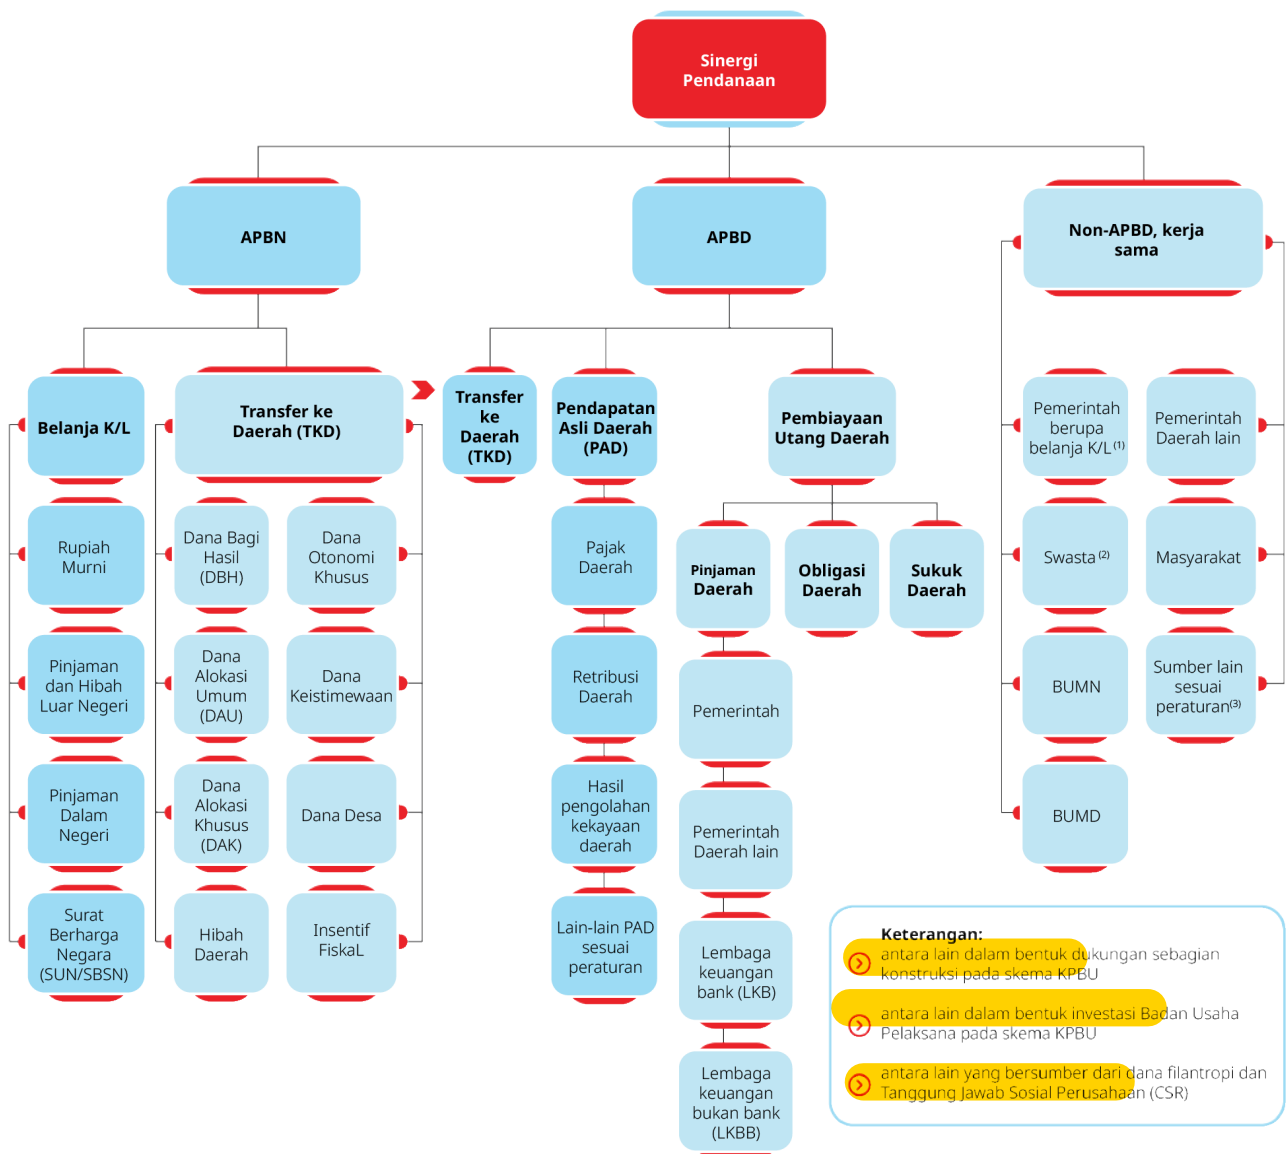 Sinergi
Pendanaan
APBN
APBD
Non-APBD, kerja
sama
Belanja K/L
Transfer ke
Daerah (TKD)
Transfer
ke
Daerah
(TKD)
Pendapatan
Asli Daerah
(PAD)
Pembiayaan
Utang Daerah
Pemerintah
berupa
belanja K/L (1)
Pemerintah
Daerah lain
Rupiah
Murni
Dana Bagi
Hasil
(DBH)
Dana
Otonomi
Khusus
Pajak
Daerah
Pinjaman
Daerah
Obligasi
Daerah
Sukuk
Daerah
Swasta (2)
Masyarakat
Pinjaman
dan Hibah
Luar Negeri
Dana
Alokasi
Umum
(DAU)
Dana
Keistimewaan
Retribusi
Daerah
Pemerintah
BUMN
Sumber lain
sesuai
peraturan(3)
Pinjaman
Dalam
Negeri
Dana
Alokasi
Khusus
(DAK)
Dana Desa
Hasil
pengolahan
kekayaan
daerah
Pemerintah
Daerah lain
BUMD
Surat
Berharga
Negara
(SUN/SBSN)
Hibah
Daerah
Insentif
FiskaL
Lain-lain PAD
sesuai
peraturan
Lembaga
keuangan
bank (LKB)
Lembaga
keuangan
bukan bank
(LKBB)
Keterangan:
antara lain dalam bentuk dukungan sebagian
konstruksi pada skema KPBU
antara lain dalam bentuk investasi Badan Usaha
Pelaksana pada skema KPBU
antara lain yang bersumber dari dana filantropi dan
Tanggung Jawab Sosial Perusahaan (CSR)